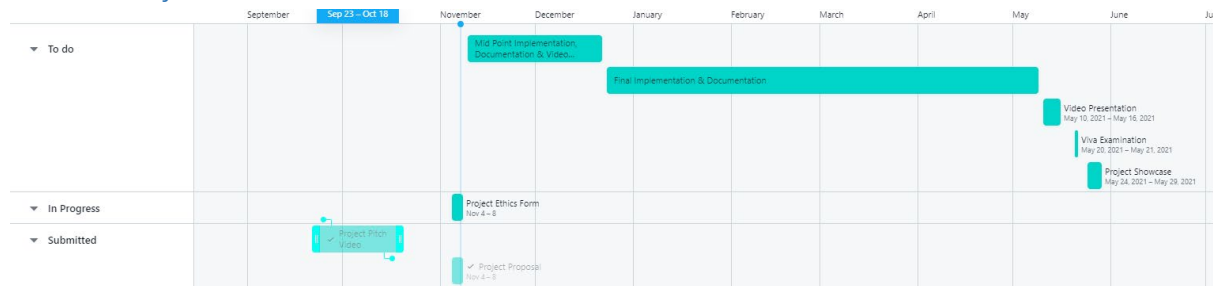 September
Sep 23 – Oct 18
November
December
January
February
March
April
May
June
Ju
To do
Mid Point Implementation,
Documentation & Video...
Final Implementation & Documentation
Video Presentation
May 10, 2021 – May 16, 2021
Viva Examination
May 20, 2021 – May 21, 2021
Project Showcase
May 24, 2021 – May 29, 2021
In Progress
Project Ethics Form
Nov 4 – 8
Submitted
Project Pitch
Video
Project Proposal
Nov 4 – 8